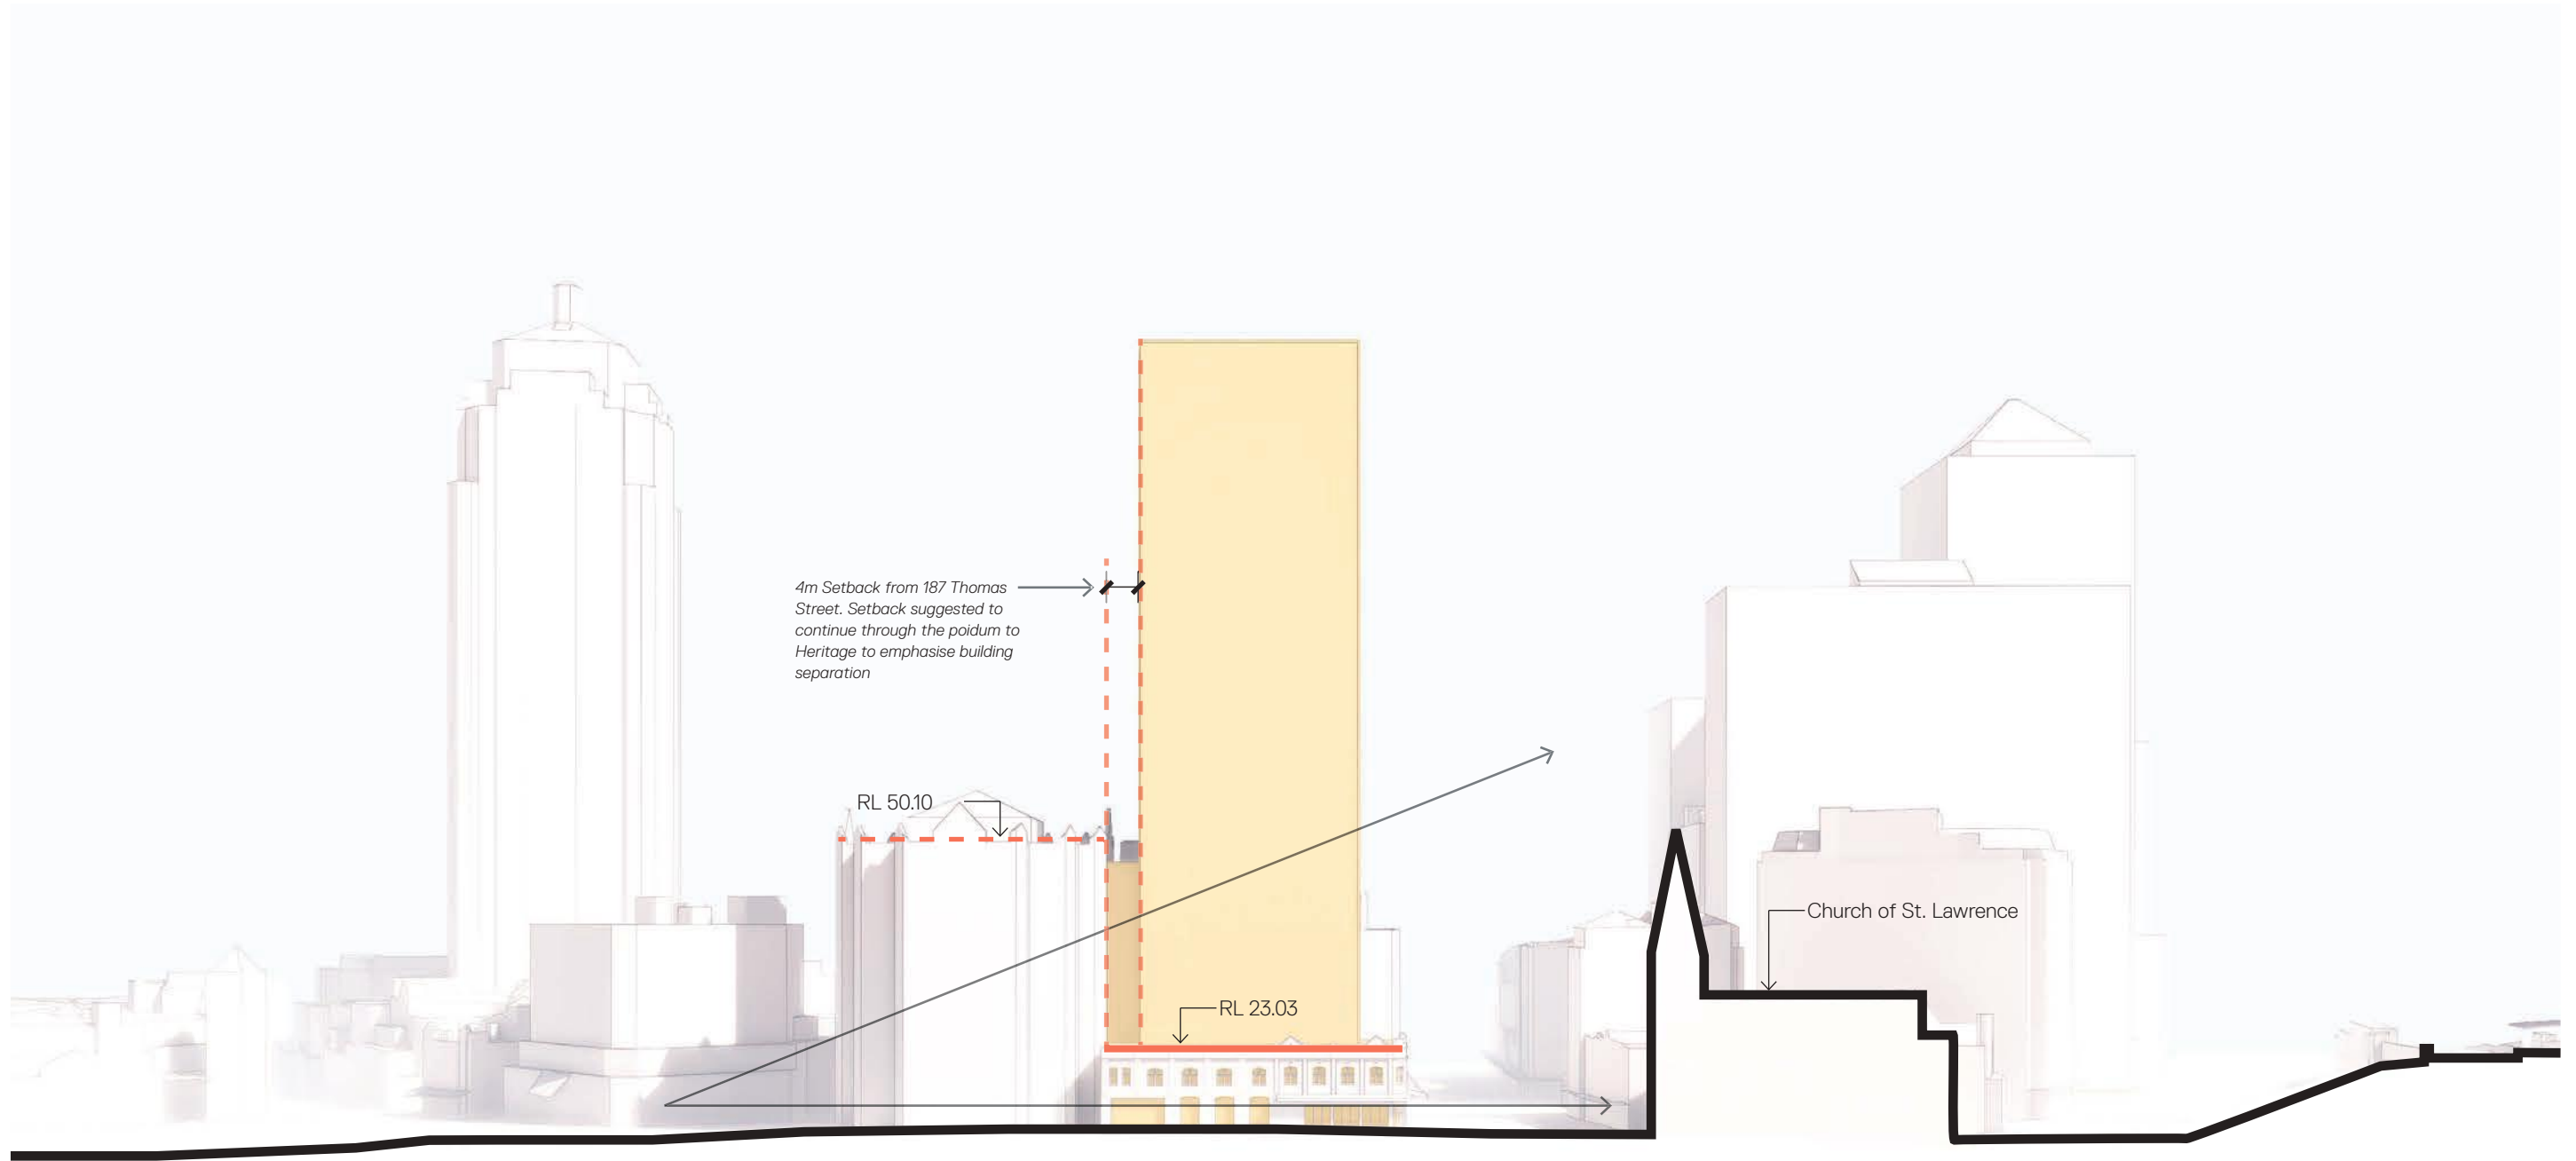 4m Setback from 187 Thomas
Street. Setback suggested to
continue through the poidum to
Heritage to emphasise building
separation
RL 50.10
Church of St. Lawrence
RL 23.03